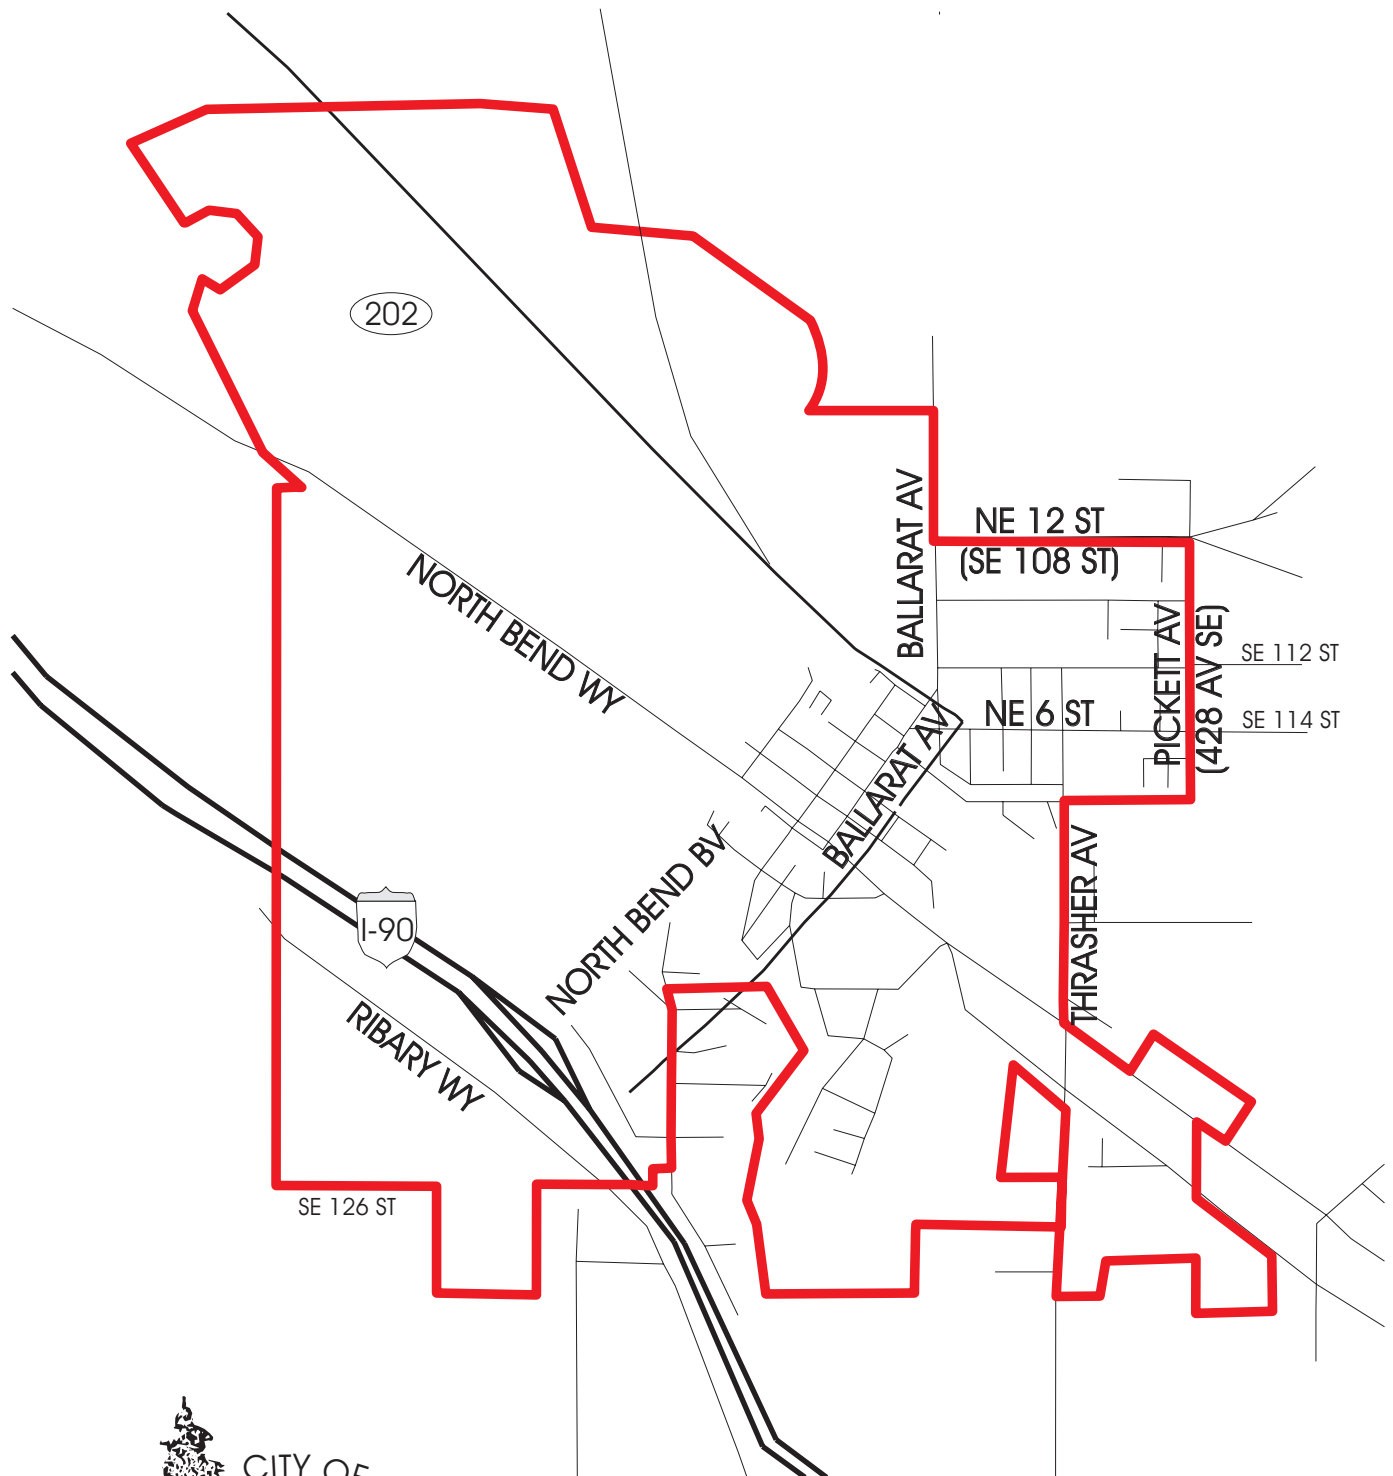 202
BALLARAT AV
NE 12 ST
(SE 108 ST)
NORTH BEND WY
PICKETT AV
(428 AV SE)
SE 112 ST
NE 6 ST
SE 114 ST
BALLARAT AV
NORTH BEND BV
THRASHER AV
I-90
RIBARY WY
SE 126 ST
CITY OF